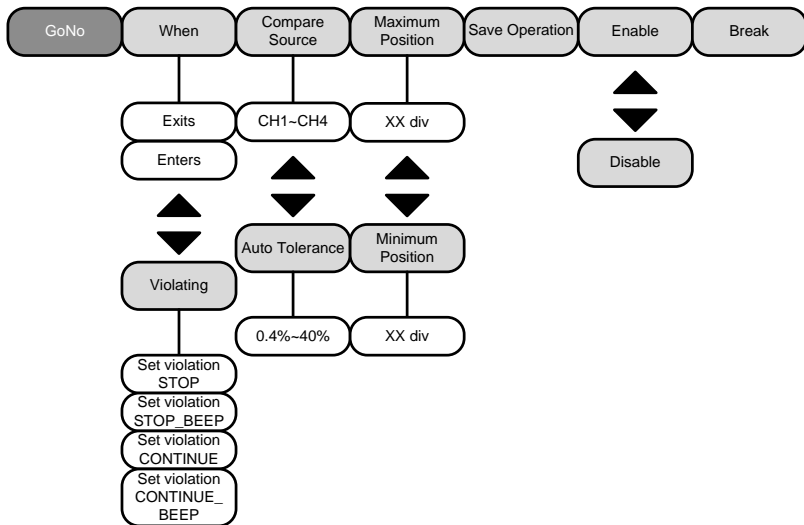 GoNo
When
Compare
Source
Maximum
Position
Save Operation
Enable
Break
Exits
Enters
CH1~CH4
XX div
Disable
Violating
Auto Tolerance
Minimum
Position
0.4%~40%
XX div
Set violation
STOP
Set violation
STOP_BEEP
Set violation
CONTINUE
Set violation
CONTINUE_
BEEP